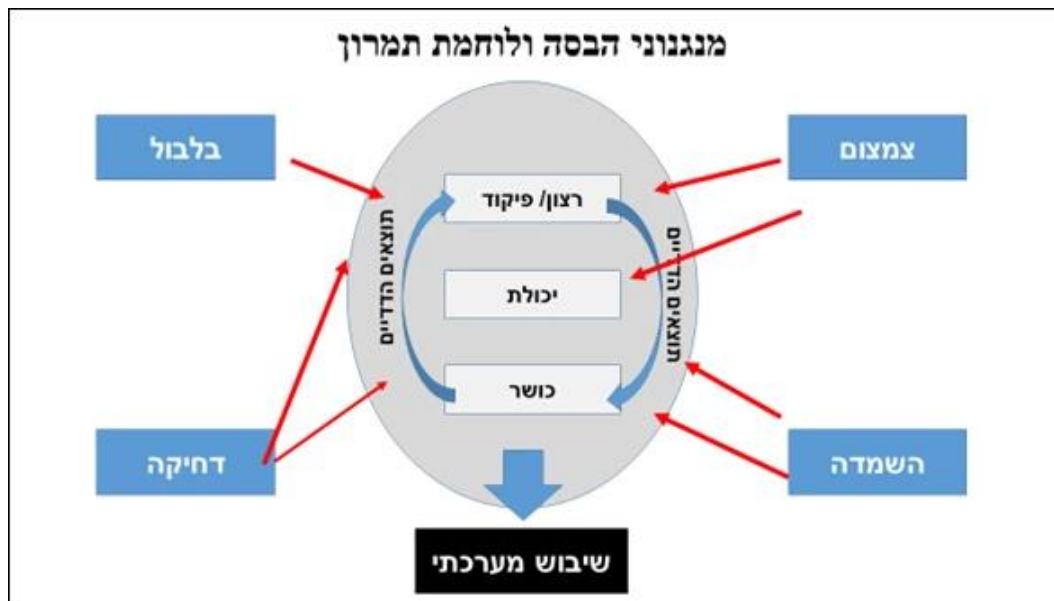 מנגנוני הבסה ולוחמת תמרון
צמצום
בלבול
רצון/ פיקוד
תוצאים הדדיים
תוצאים הדדיים
יכולת
כושר
השמדה
דחיקה
שיבוש מערכתי